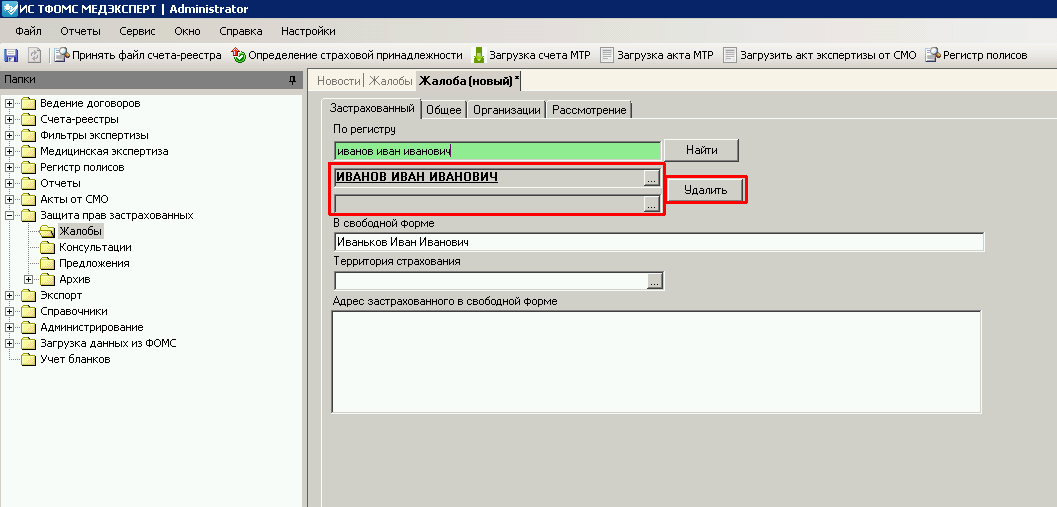 ИС ТФОМС МЕДЭКСПЕРТ | Administrator
Файл Отчеты Сервис Окно Справка Настройки
Принять файл счета-реестра Определение страховой принадлежности Загрузка счета МТР Загрузка акта МТР Загрузить акт экспертизы от СМО Регистр полисов
Папки
Ведение договоров
Счета-реестры
Фильтры экспертизы
Медицинская экспертиза
Регистр полисов
Отчеты
Акты от СМО
Защита прав застрахованных
Жалобы
Консультации
Предложения
Архив
Экспорт
Справочники
Администрирование
Загрузка данных из ФОМС
Учет бланков
Новости Жалобы Жалоба (новый) *
Застрахованный Общее Организации Рассмотрение
По регистру
иванов иван иванович Найти
ИВАНОВ ИВАН ИВАНОВИЧ ...
Удалить
...
В свободной форме
Иваньков Иван Иванович
Территория страхования
...
Адрес застрахованного в свободной форме